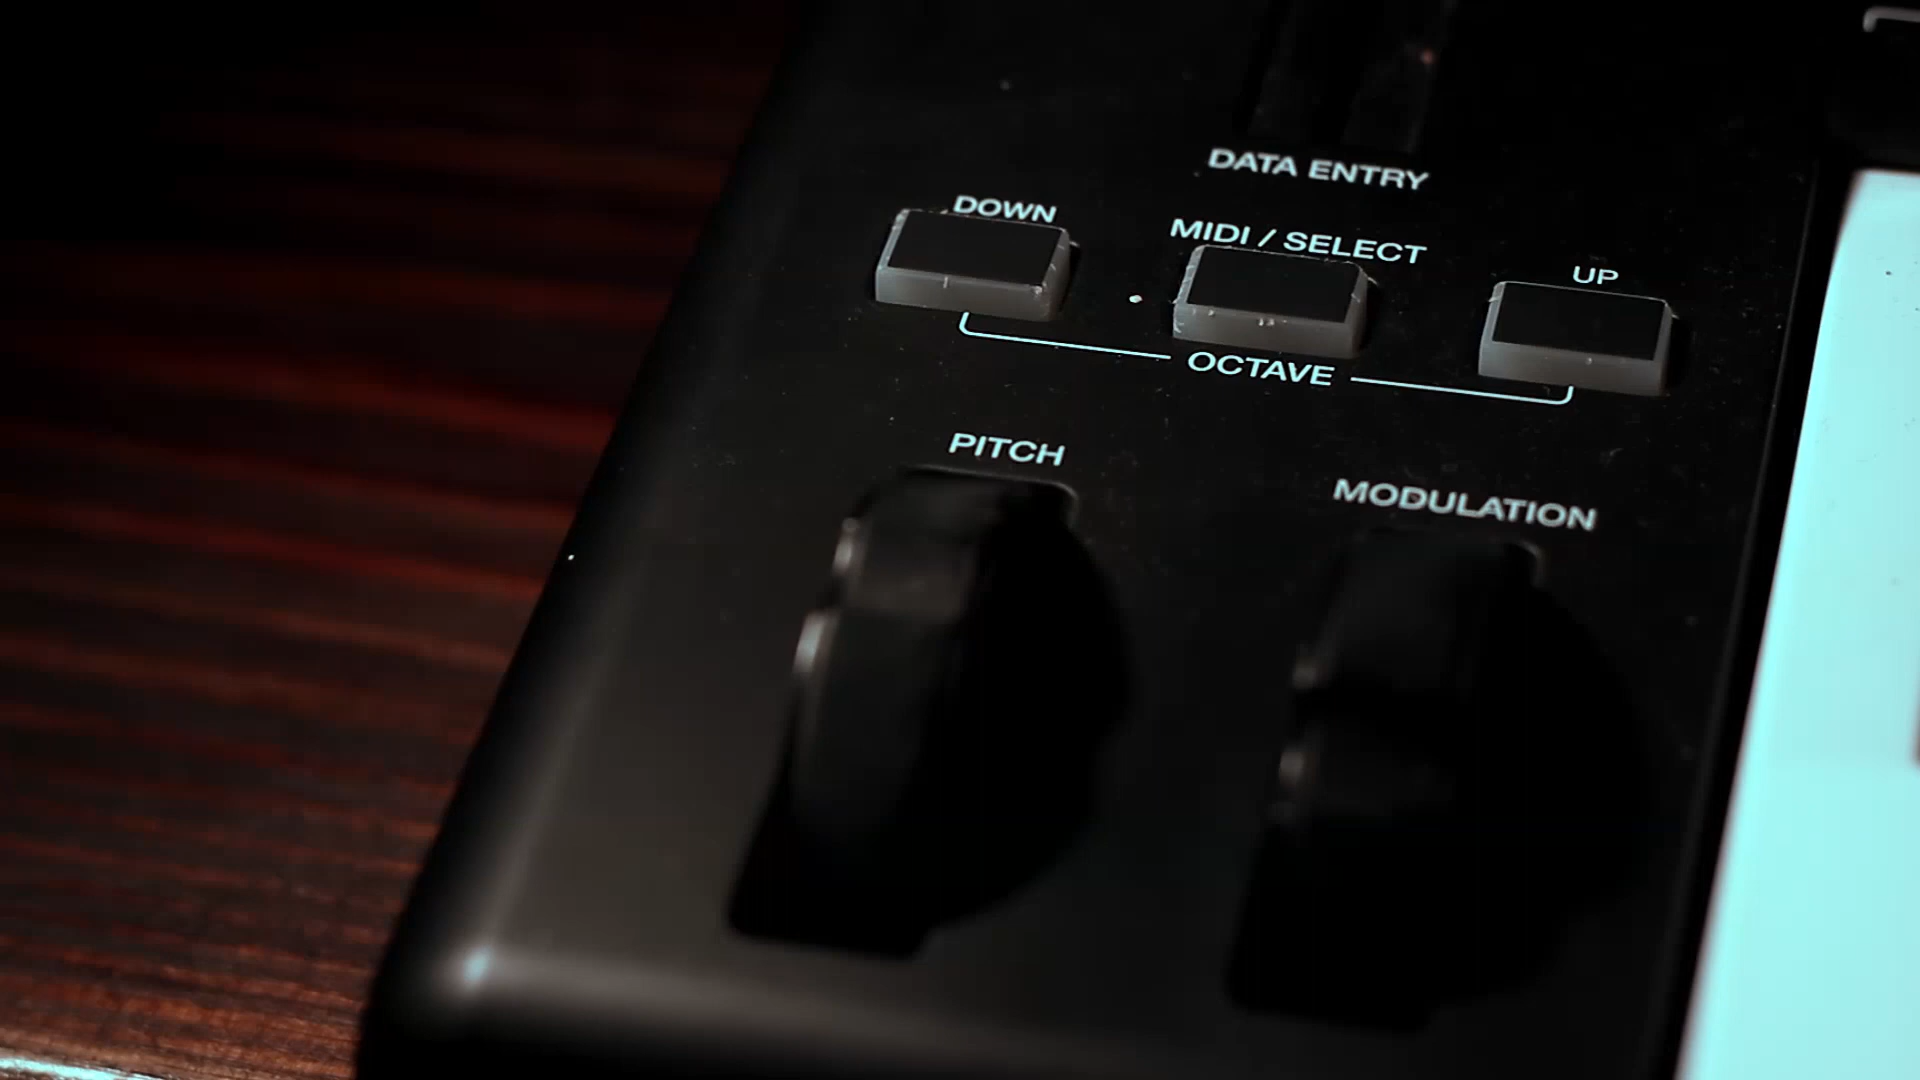 DATA ENTRY
DOWN
MIDI / SELECT
UP
OCTAVE
PITCH
MODULATION